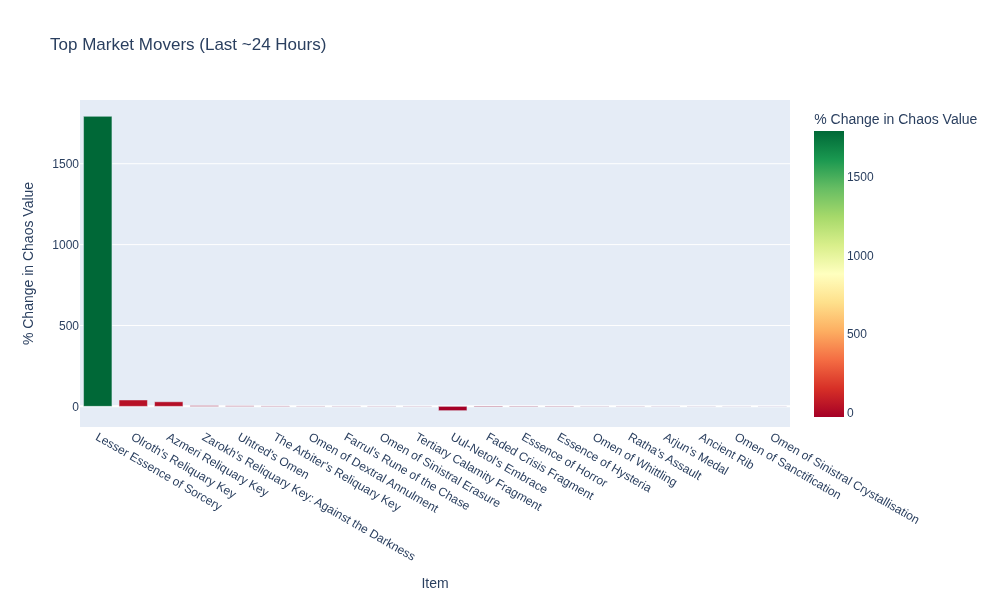 Top Market Movers (Last ~24 Hours)
% Change in Chaos Value
1500
1000
500
0
% Change in Chaos Value
1500
1000
500
0
Lesser Essence of Sorcery
Olroth's Reliquary Key
Azmeri Reliquary Key
Zarokh's Reliquary Key: Against the Darkness
Uhtred's Omen
The Arbiter's Reliquary Key
Omen of Dextral Annulment
Farrul's Rune of the Chase
Omen of Sinistral Erasure
Tertiary Calamity Fragment
Uul-Netol's Embrace
Faded Crisis Fragment
Essence of Horror
Essence of Hysteria
Omen of Whittling
Ratha's Assault
Arjun's Medal
Ancient Rib
Omen of Sanctification
Omen of Sinistral Crystallisation
Item